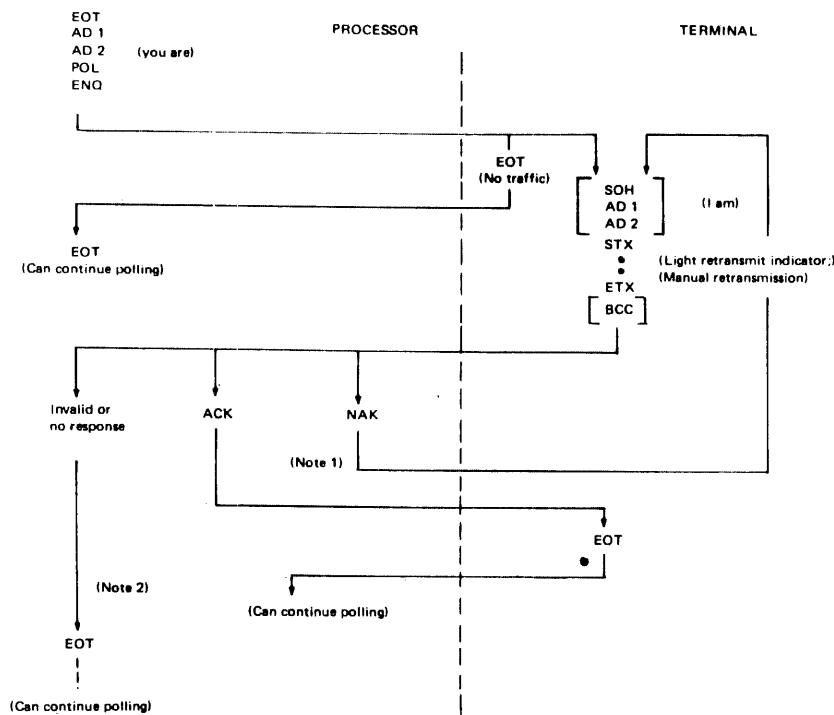 EOT
AD 1
AD 2 (you are)
POL
ENQ
PROCESSOR
TERMINAL
EOT
(No traffic)
SOH
AD 1
AD 2
(I am)
STX
ETX
BCC
(Light retransmit indicator;)
(Manual retransmission)
EOT
(Can continue polling)
Invalid or
no response
ACK
NAK
(Note 1)
EOT
(Note 2)
(Can continue polling)
EOT
(Can continue polling)